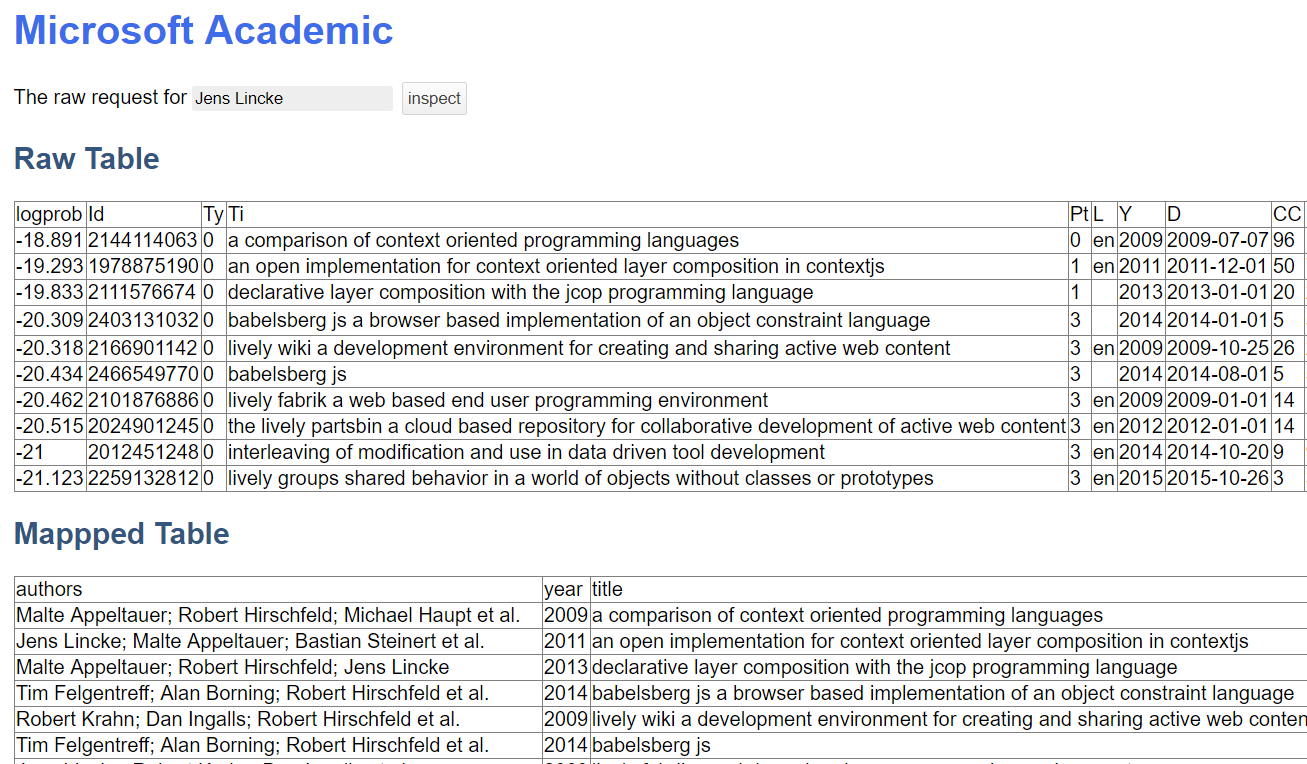 Microsoft Academic
The raw request for Jens Lincke inspect
Raw Table
logprob Id Ty Ti Pt L Y D CC
-18.891 2144114063 0 a comparison of context oriented programming languages 0 en 2009 2009-07-07 96
-19.293 1978875190 0 an open implementation for context oriented layer composition in contextjs 1 en 2011 2011-12-01 50
-19.833 2111576674 0 declarative layer composition with the jcop programming language 1 2013 2013-01-01 20
-20.309 2403131032 0 babelsberg js a browser based implementation of an object constraint language 3 2014 2014-01-01 5
-20.318 2166901142 0 lively wiki a development environment for creating and sharing active web content 3 en 2009 2009-10-25 26
-20.434 2466549770 0 babelsberg js 3 2014 2014-08-01 5
-20.462 2101876886 0 lively fabrik a web based end user programming environment 3 en 2009 2009-01-01 14
-20.515 2024901245 0 the lively partsbin a cloud based repository for collaborative development of active web content 3 en 2012 2012-01-01 14
-21 2012451248 0 interleaving of modification and use in data driven tool development 3 en 2014 2014-10-20 9
-21.123 2259132812 0 lively groups shared behavior in a world of objects without classes or prototypes 3 en 2015 2015-10-26 3
Mappped Table
authors year title
Malte Appeltauer; Robert Hirschfeld; Michael Haupt et al. 2009 a comparison of context oriented programming languages
Jens Lincke; Malte Appeltauer; Bastian Steinert et al. 2011 an open implementation for context oriented layer composition in contextjs
Malte Appeltauer; Robert Hirschfeld; Jens Lincke 2013 declarative layer composition with the jcop programming language
Tim Felgentreff; Alan Borning; Robert Hirschfeld et al. 2014 babelsberg js a browser based implementation of an object constraint language
Robert Krahn; Dan Ingalls; Robert Hirschfeld et al. 2009 lively wiki a development environment for creating and sharing active web conten
Tim Felgentreff; Alan Borning; Robert Hirschfeld et al. 2014 babelsberg js